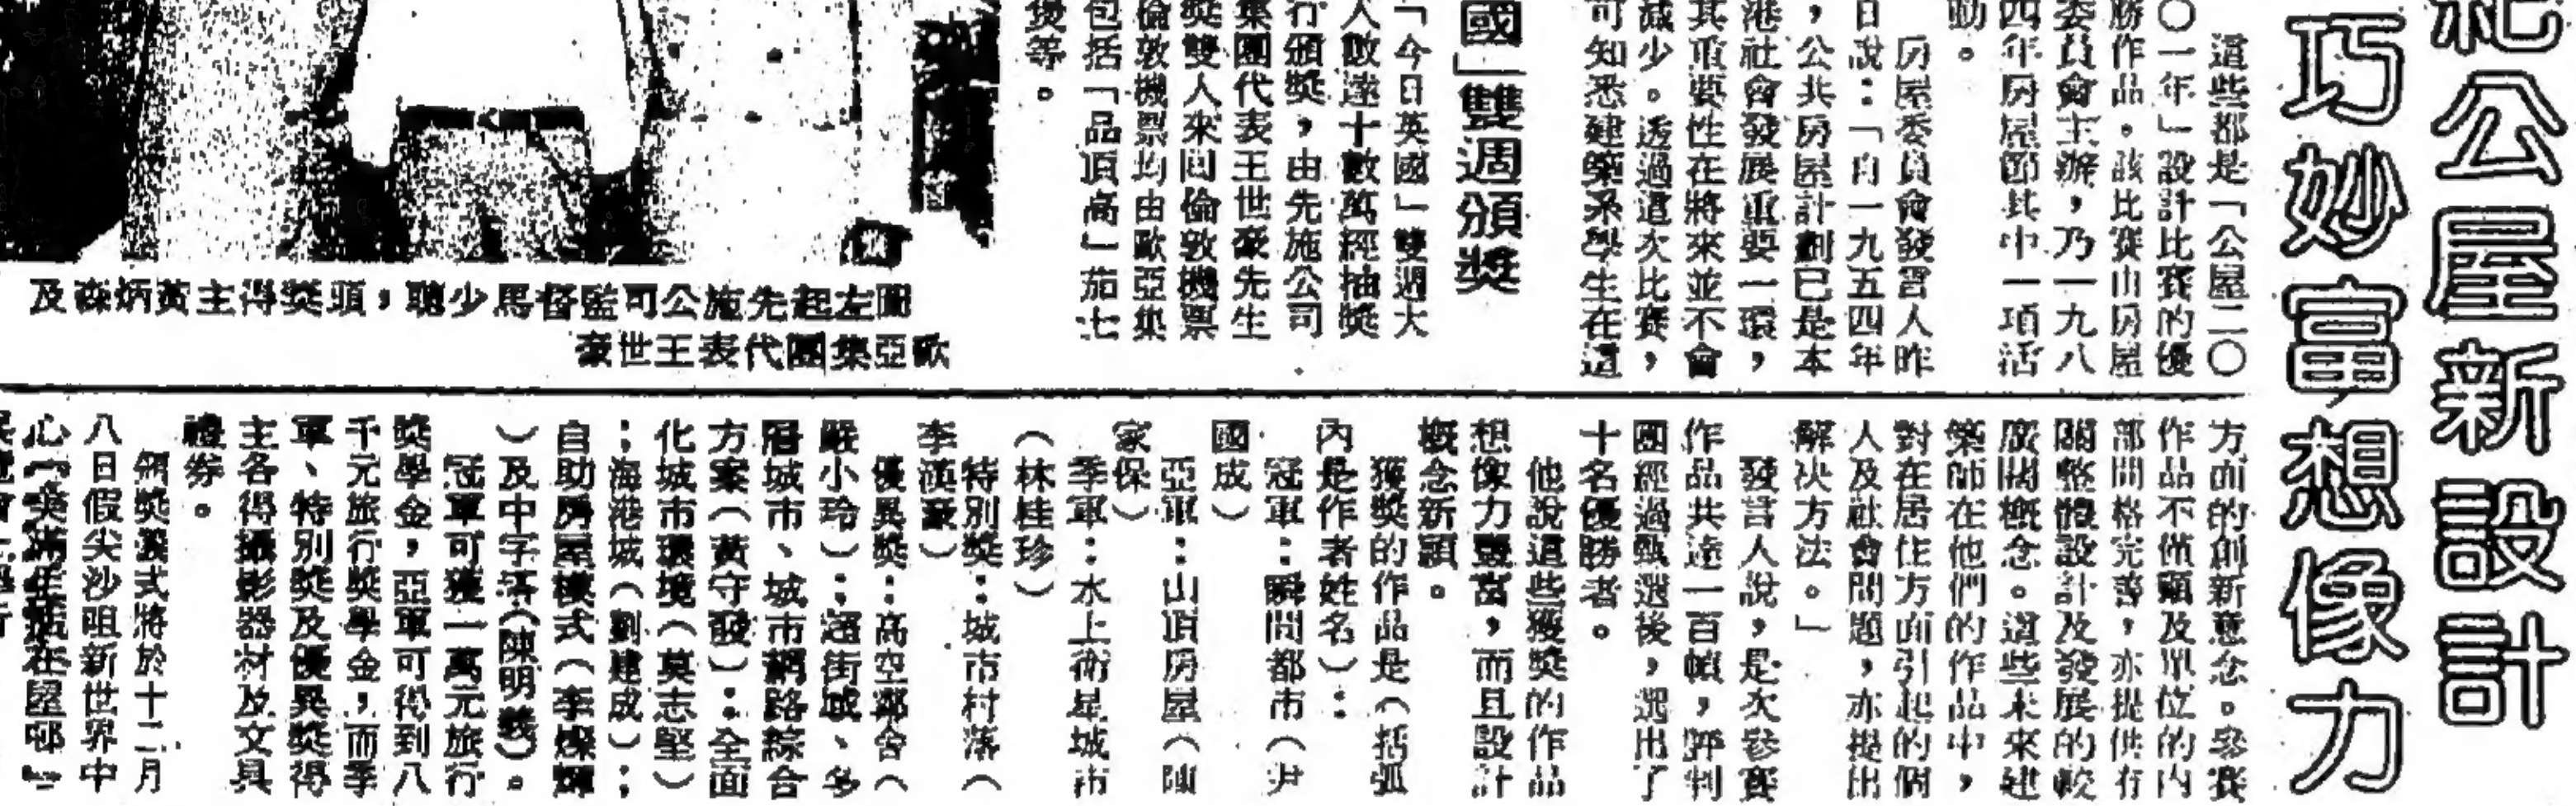 紀公屋新設計
巧妙富想像力
這些都是「公屋二〇
〇一年」設計比賽的優
勝作品。該比賽由房屋
委員會主辦，乃一九八
四年房屋節其中一項活
動。
房屋委員會發言人昨
日說：「自一九五四年
，公共房屋計劃已是本
港社會發展重要一環，
其重要性在將來並不會
減少。透過這次比賽，
可知悉建築系學生在這
方面的創新意念。參賽
作品不僅顧及單位的內
部間格完善，亦提供有
關整體設計及發展的較
廣闊概念。這些未來建
築師在他們的作品中，
對在居住方面引起的個
人及社會問題，亦提出
解決方法。」
發言人說，是次參賽
作品共達一百幀，評判
團經過甄選後，選出了
十名優勝者。
他說這些獲獎的作品
想像力豐富，而且設計
概念新穎。
獲獎的作品是（括弧
內是作者姓名）：
冠軍：瞬間都市（尹
國成）
亞軍：山頂房屋（陳
家保）
季軍：水上衛星城市
（林桂珍）
特別獎：城市村落（
李漢豪）
優異獎：高空鄰舍（
嚴小玲）；超街城、多
層城市、城市網路綜合
方案（黃守發）：全面
化城市環境（莫志堅）
；海港城（劉建成）；
自助房屋模式（李燦輝
）及中字（陳明義）。
冠軍可獲一萬元旅行
獎學金，亞軍可得到八
千元旅行獎學金，而季
軍、特別獎及優異獎得
主各得攝影器材及文具
禮券。
頒獎儀式將於十二月
八日假尖沙咀新世界中
心「美滿生活在屋邨」
展覽會上舉行
國」雙週頒獎
「今日英國」雙週大
人數達十數萬經抽獎
行頒獎，由先施公司
集團代表王世豪先生
獎雙人來回倫敦機票
倫敦機票均由歐亞集
包括「品頂高」茄士
煲等。
圖左起先施公司監督馬少聰，頭獎得主黃炳森及
歐亞集團代表王世豪